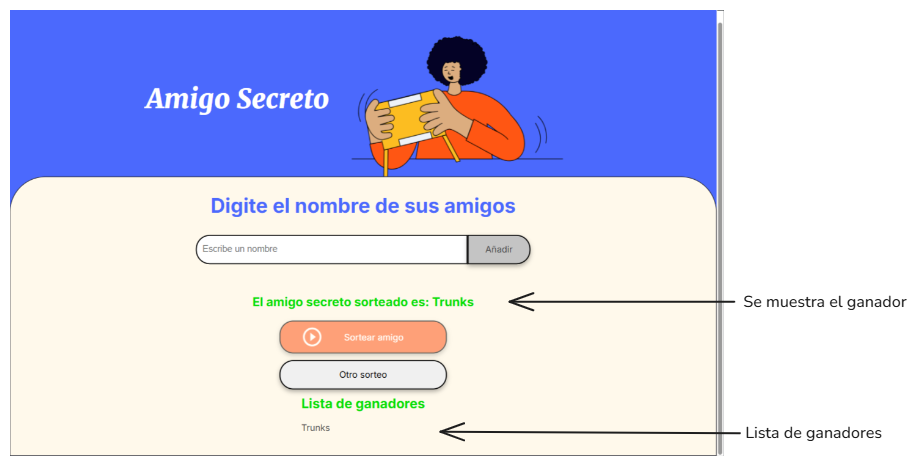 Amigo Secreto
Digite el nombre de sus amigos
Escribe un nombre
Añadir
El amigo secreto sorteado es: Trunks
Se muestra el ganador
Sortear amigo
Otro sorteo
Lista de ganadores
Trunks
Lista de ganadores